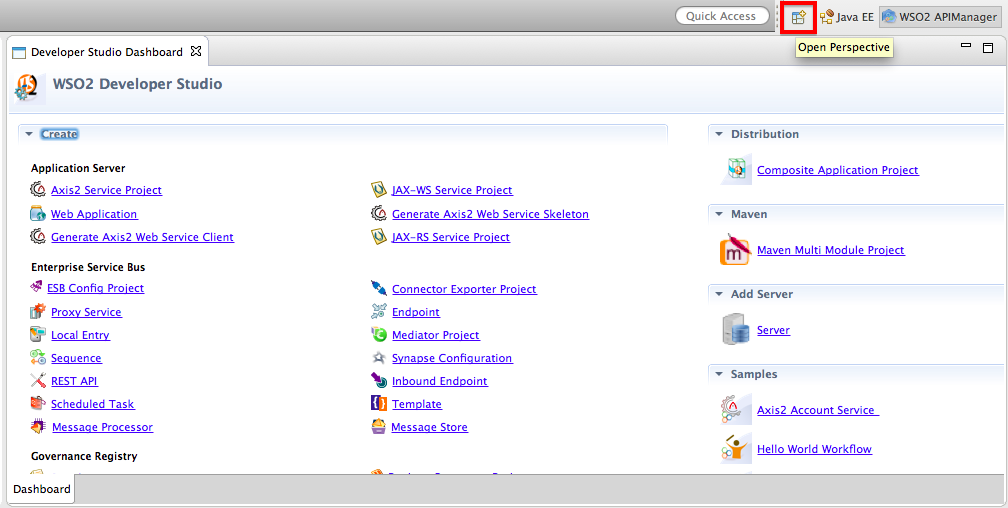 Quick Access
Java EE
WSO2 APIManager
Open Perspective
Developer Studio Dashboard
WSO2 Developer Studio
Create
Application Server
Axis2 Service Project
JAX-WS Service Project
Web Application
Generate Axis2 Web Service Skeleton
Generate Axis2 Web Service Client
JAX-RS Service Project
Enterprise Service Bus
ESB Config Project
Connector Exporter Project
Proxy Service
Endpoint
Local Entry
Mediator Project
Sequence
Synapse Configuration
REST API
Inbound Endpoint
Scheduled Task
Template
Message Processor
Message Store
Governance Registry
Distribution
Composite Application Project
Maven
Maven Multi Module Project
Add Server
Server
Samples
Axis2 Account Service
Hello World Workflow
Dashboard